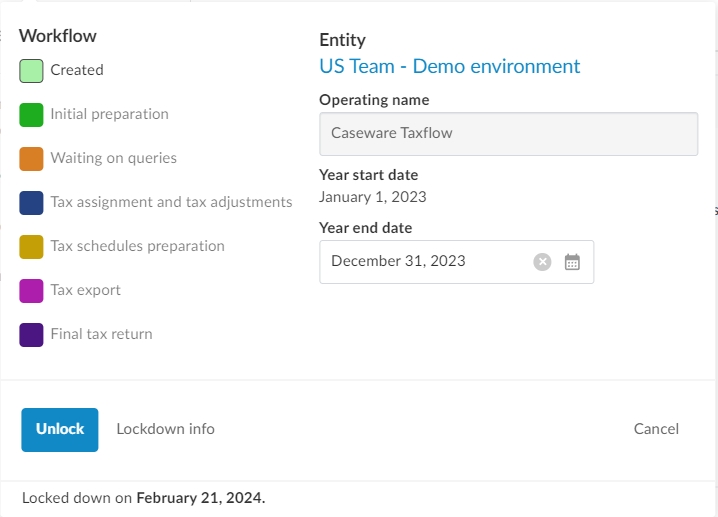 Workflow
Created
Initial preparation
Waiting on queries
Tax assignment and tax adjustments
Tax schedules preparation
Tax export
Final tax return
Entity
US Team - Demo environment
Operating name
Caseware Taxflow
Year start date
January 1, 2023
Year end date
December 31, 2023
Unlock
Lockdown info
Cancel
Locked down on February 21, 2024.